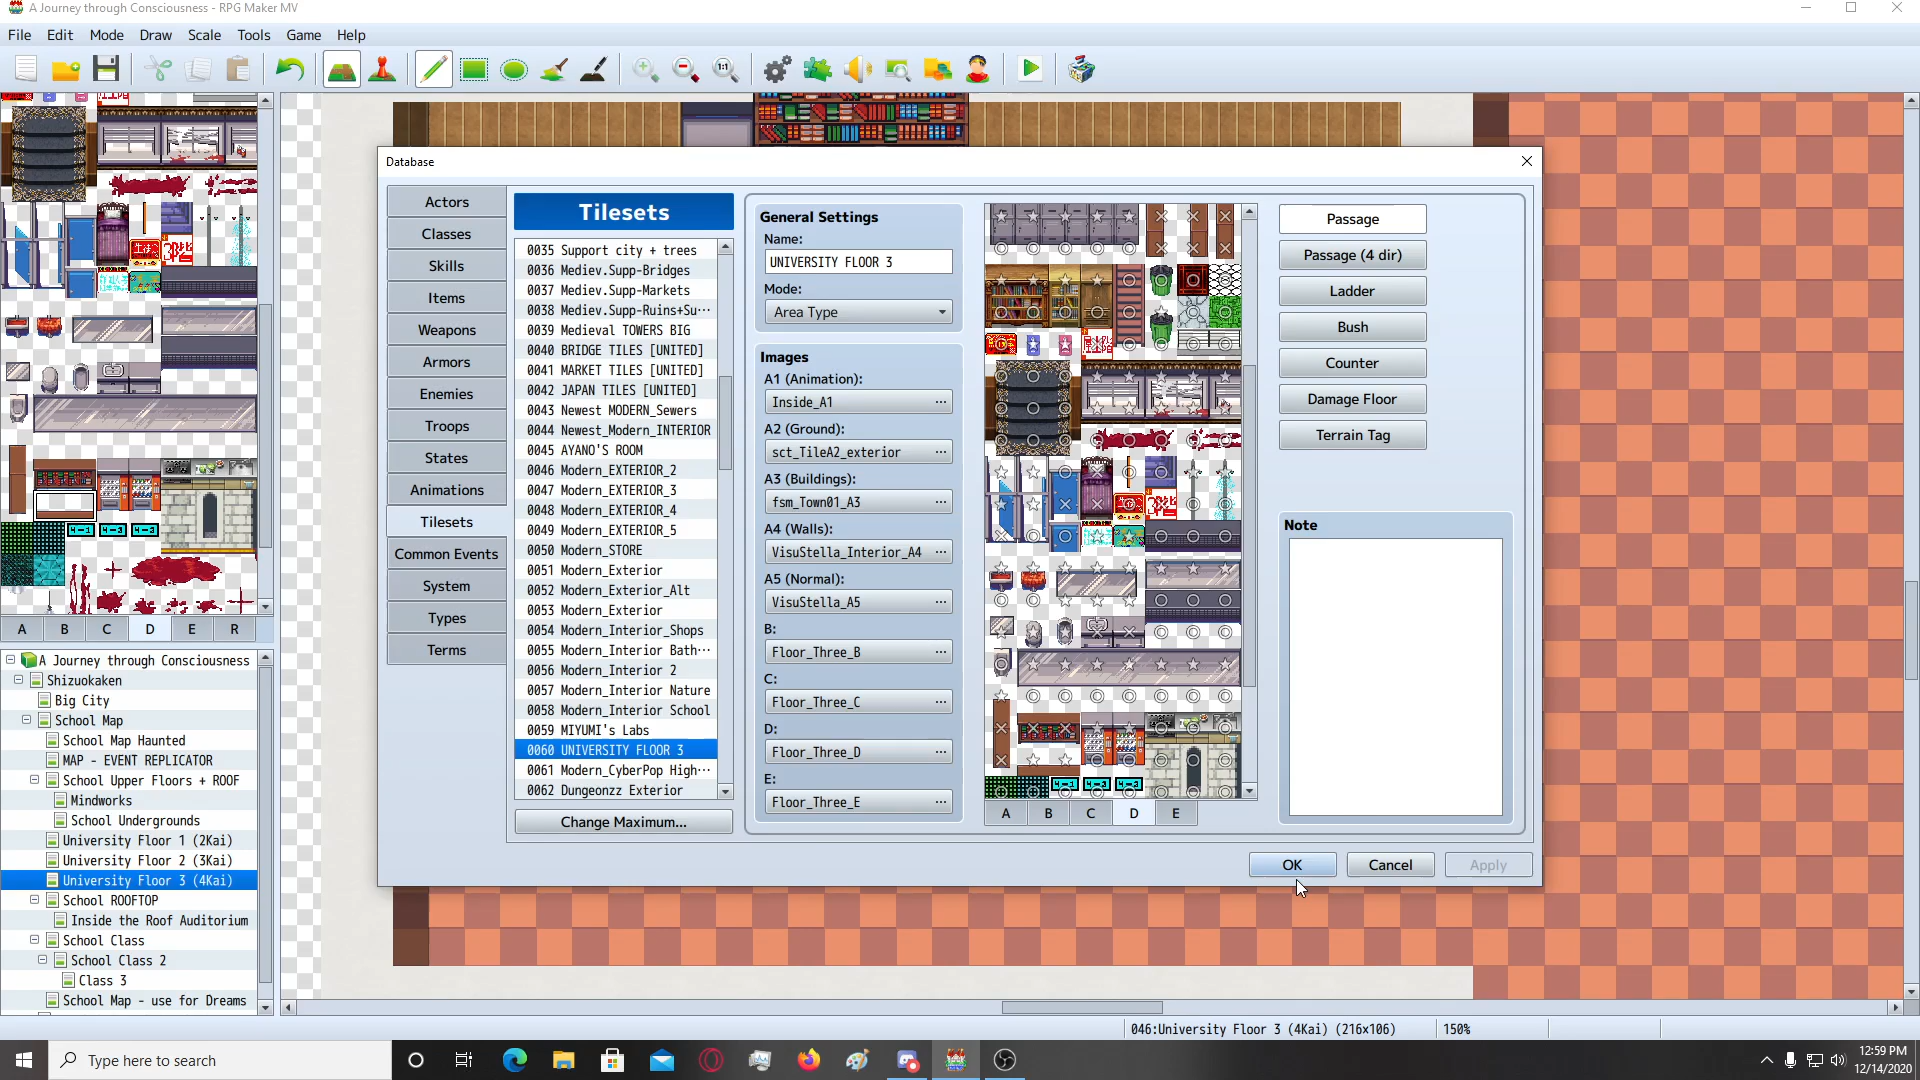 A Journey through Consciousness - RPG Maker MV
File Edit Mode Draw Scale Tools Game Help
1:1
A B C D E R
A Journey through Consciousness
Shizuokaken
Big City
School Map
School Map Haunted
MAP - EVENT REPLICATOR
School Upper Floors + ROOF
Mindworks
School Undergrounds
University Floor 1 (2Kai)
University Floor 2 (3Kai)
University Floor 3 (4Kai)
School ROOFTOP
Inside the Roof Auditorium
School Class
School Class 2
Class 3
School Map - use for Dreams
Database
Actors
Classes
Skills
Items
Weapons
Armors
Enemies
Troops
States
Animations
Tilesets
Common Events
System
Types
Terms
Tilesets
0035 Support city + trees
0036 Mediev.Supp-Bridges
0037 Mediev.Supp-Markets
0038 Mediev.Supp-Ruins+Su···
0039 Medieval TOWERS BIG
0040 BRIDGE TILES [UNITED]
0041 MARKET TILES [UNITED]
0042 JAPAN TILES [UNITED]
0043 Newest MODERN_Sewers
0044 Newest_Modern_INTERIOR
0045 AYANO'S ROOM
0046 Modern_EXTERIOR_2
0047 Modern_EXTERIOR_3
0048 Modern_EXTERIOR_4
0049 Modern_EXTERIOR_5
0050 Modern_STORE
0051 Modern_Exterior
0052 Modern_Exterior_Alt
0053 Modern_Exterior
0054 Modern_Interior_Shops
0055 Modern_Interior Bath···
0056 Modern_Interior 2
0057 Modern_Interior Nature
0058 Modern_Interior School
0059 MIYUMI's Labs
0060 UNIVERSITY FLOOR 3
0061 Modern_CyberPop High···
0062 Dungeonzz Exterior
Change Maximum...
General Settings
Name:
UNIVERSITY FLOOR 3
Mode:
Area Type
Images
A1 (Animation):
Inside_A1 ...
A2 (Ground):
sct_TileA2_exterior ...
A3 (Buildings):
fsm_Town01_A3 ...
A4 (Walls):
VisuStella_Interior_A4 ...
A5 (Normal):
VisuStella_A5 ...
B:
Floor_Three_B ...
C:
Floor_Three_C ...
D:
Floor_Three_D ...
E:
Floor_Three_E ...
4-1 4-3 4-3
A B C D E
Passage
Passage (4 dir)
Ladder
Bush
Counter
Damage Floor
Terrain Tag
Note
OK Cancel Apply
046:University Floor 3 (4Kai) (216x106) 150%
Type here to search
12:59 PM
12/14/2020